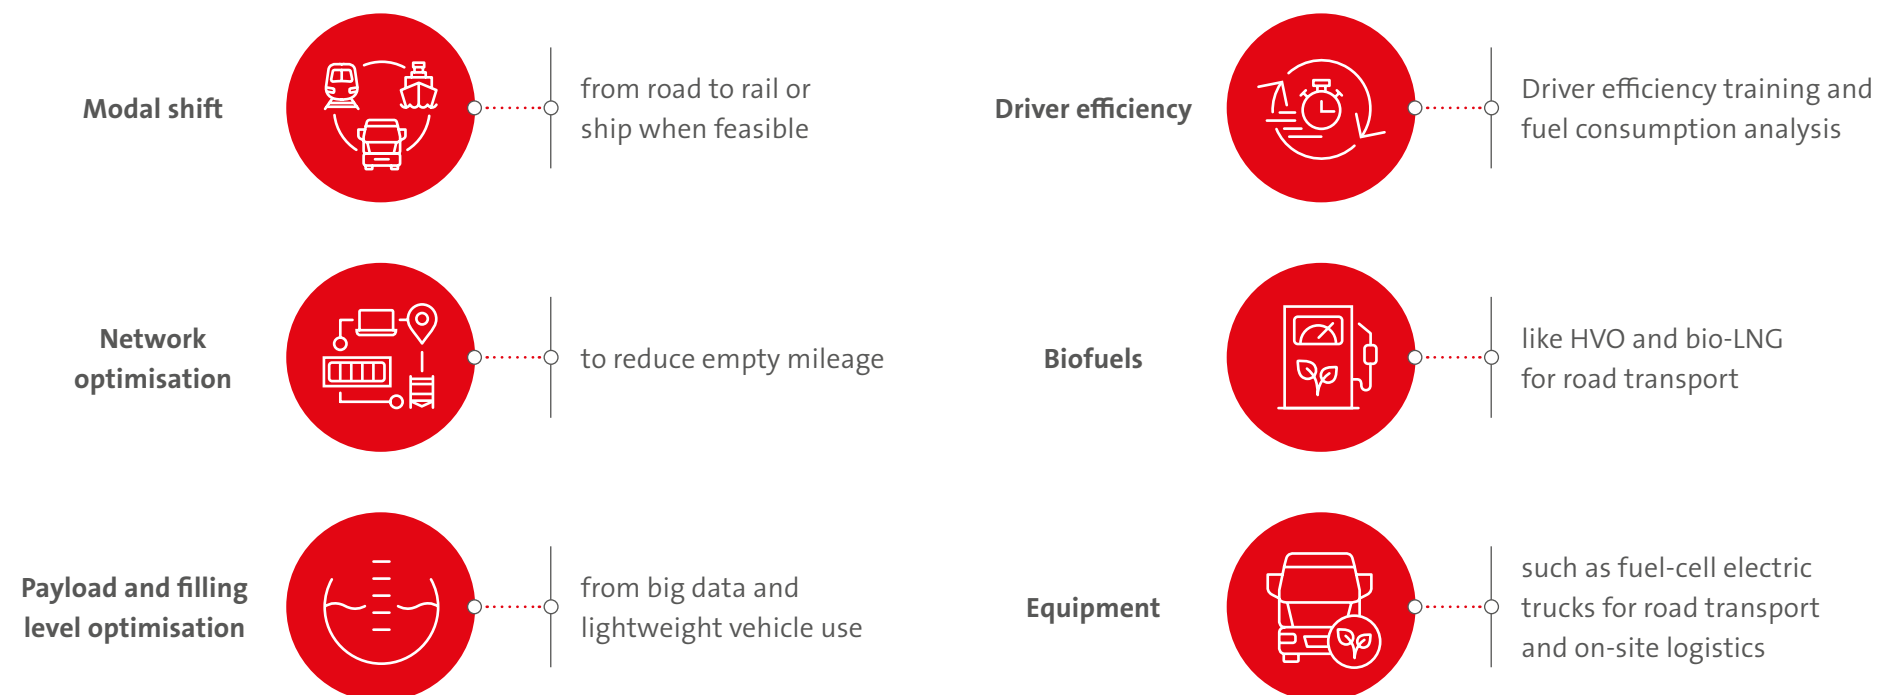 Modal shift
from road to rail or
ship when feasible
Driver efficiency
Driver efficiency training and
fuel consumption analysis
Network
optimisation
to reduce empty mileage
Biofuels
like HVO and bio-LNG
for road transport
Payload and filling
level optimisation
from big data and
lightweight vehicle use
Equipment
such as fuel-cell electric
trucks for road transport
and on-site logistics